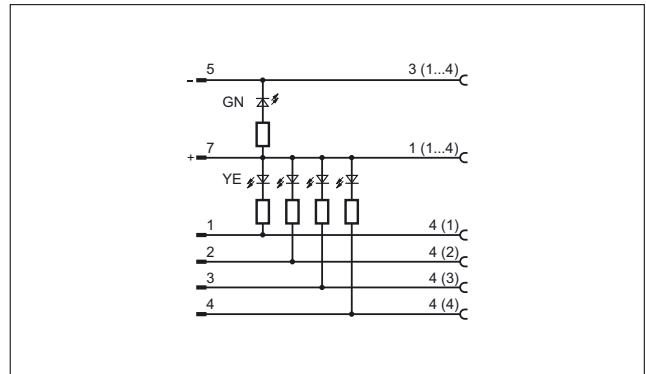 – 5 3 (1...4)
GN
+ 7 1 (1...4)
YE
1 4 (1)
2 4 (2)
3 4 (3)
4 4 (4)